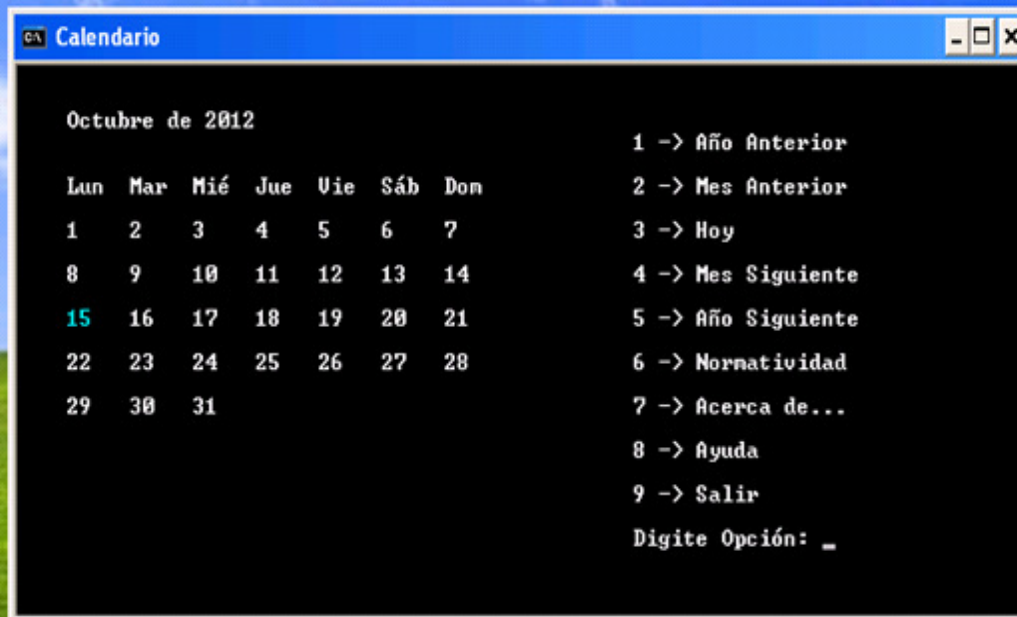 Calendario
Octubre de 2012
Lun Mar Mié Jue Vie Sáb Dom
1 2 3 4 5 6 7
8 9 10 11 12 13 14
15 16 17 18 19 20 21
22 23 24 25 26 27 28
29 30 31
1 -> Año Anterior
2 -> Mes Anterior
3 -> Hoy
4 -> Mes Siguiente
5 -> Año Siguiente
6 -> Normatividad
7 -> Acerca de...
8 -> Ayuda
9 -> Salir
Digite Opción: _